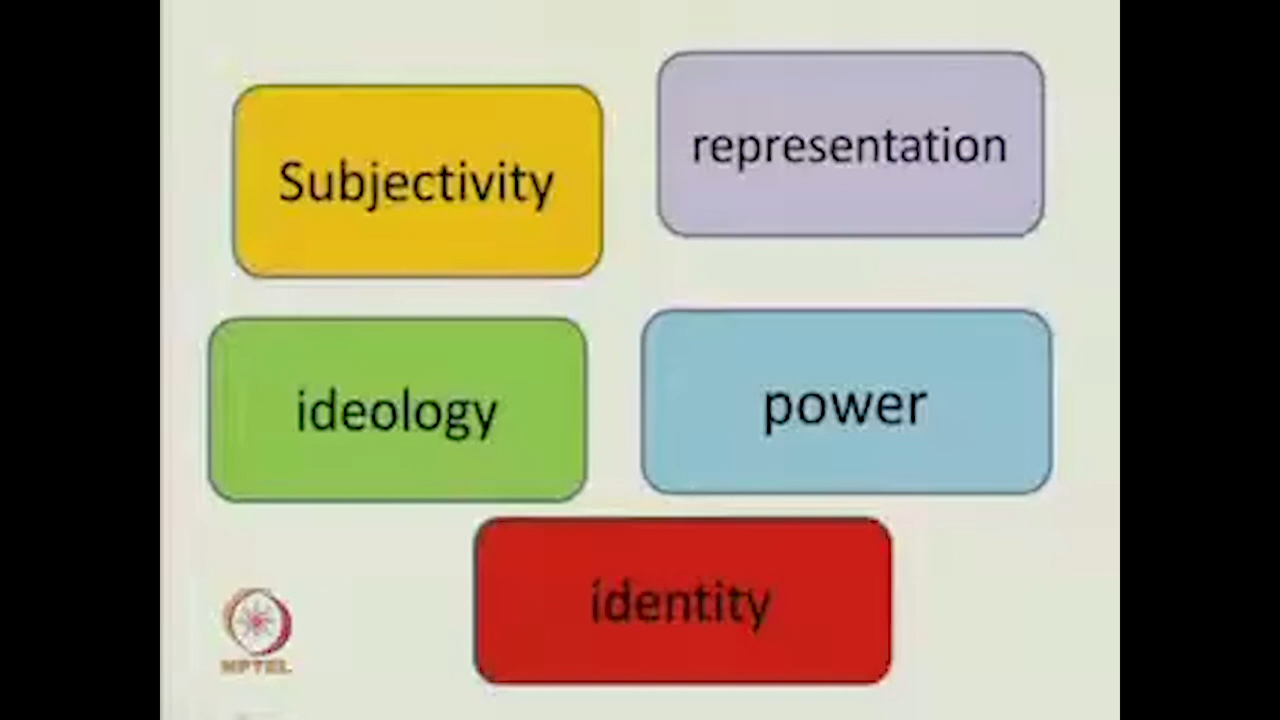 Subjectivity
representation
ideology
power
identity
NPTEL